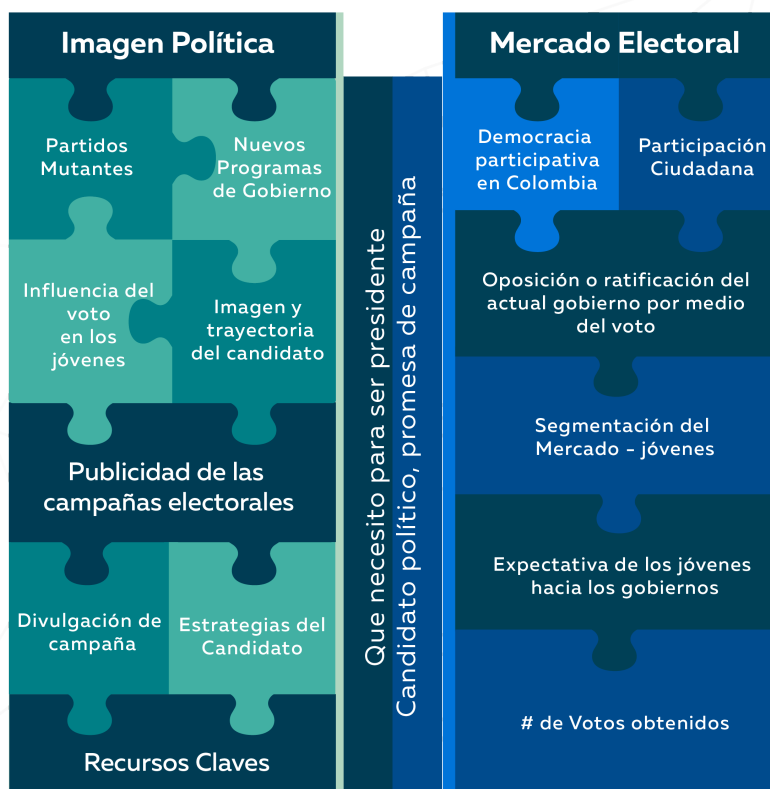 Imagen Política
Partidos
Mutantes
Nuevos
Programas
de Gobierno
Influencia del
voto
en los
jóvenes
Imagen y
trayectoria
del candidato
Publicidad de las
campañas electorales
Divulgación de
campaña
Estrategias del
Candidato
Recursos Claves
Que necesito para ser presidente
Candidato político, promesa de campaña
Mercado Electoral
Democracia
participativa
en Colombia
Participación
Ciudadana
Oposición o ratificación del
actual gobierno por medio
del voto
Segmentación del
Mercado - jóvenes
Expectativa de los jóvenes
hacia los gobiernos
# de Votos obtenidos